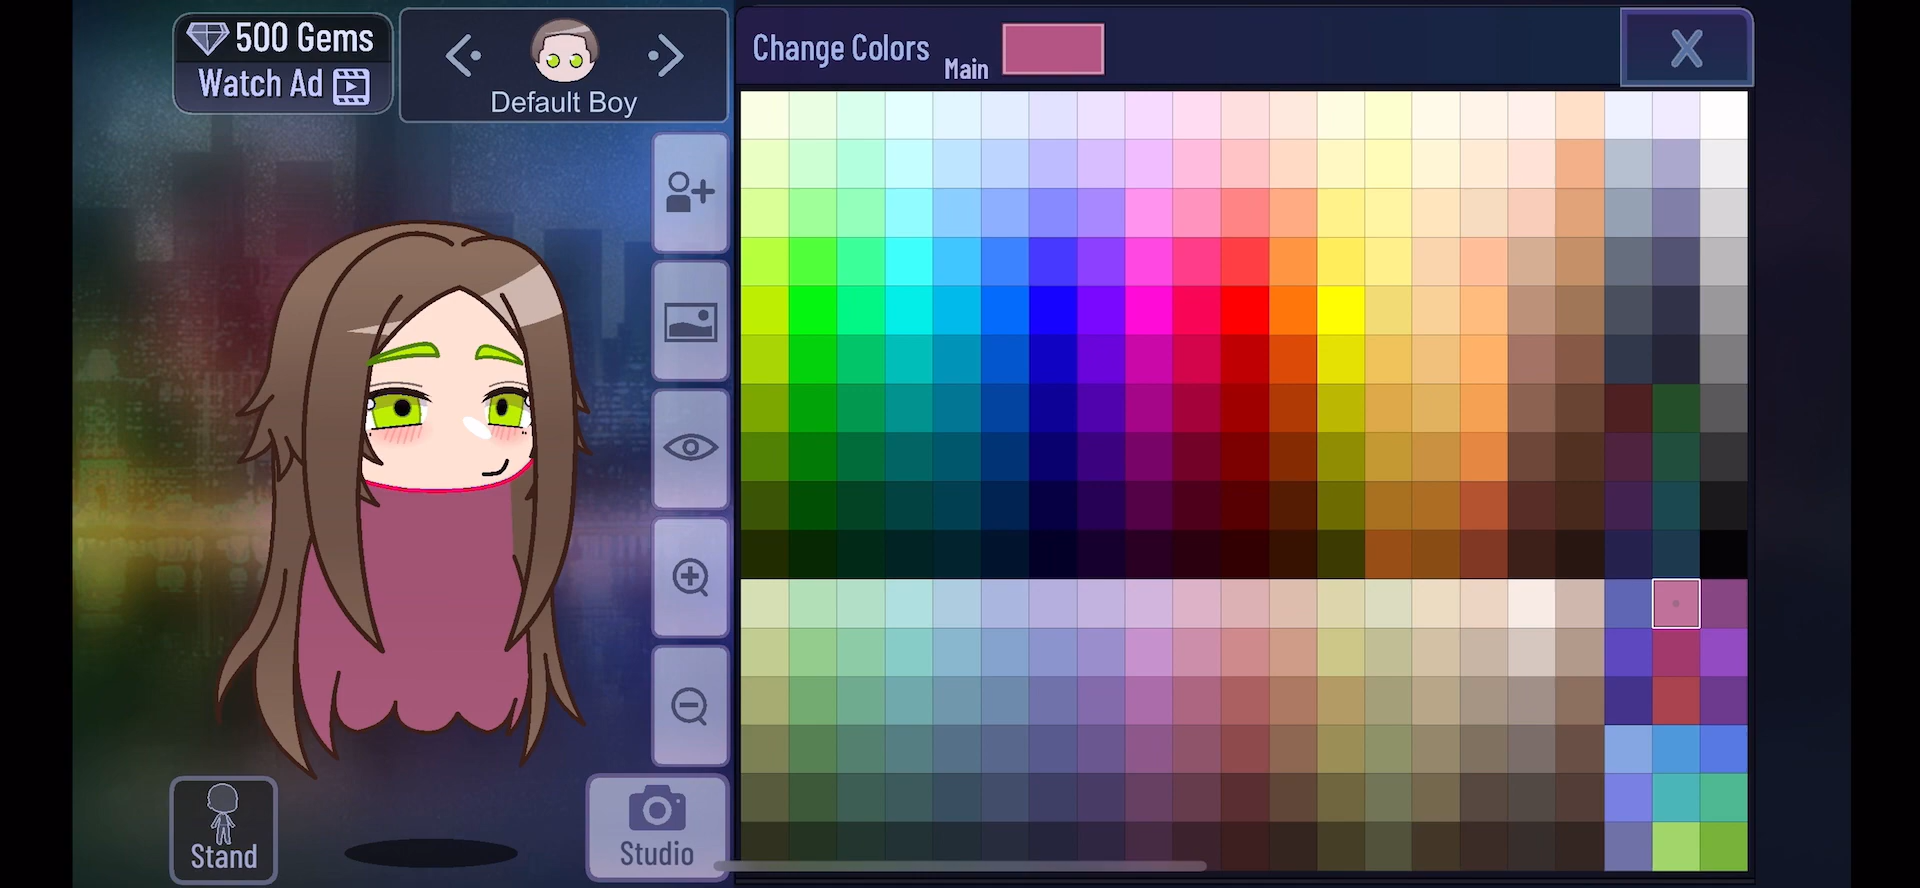 500 Gems
Watch Ad
Default Boy
Change Colors
Main
X
Stand
Studio